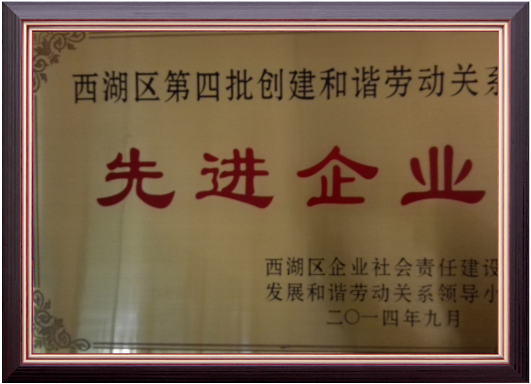 西湖区第四批创建和谐劳动关系
先进企业
西湖区企业社会责任建设
发展和谐劳动关系领导小
二〇一四年九月